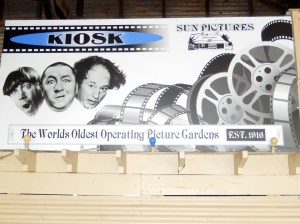 KIOSK
SUN PICTURES
The Worlds Oldest Operating Picture Gardens
EST. 1916